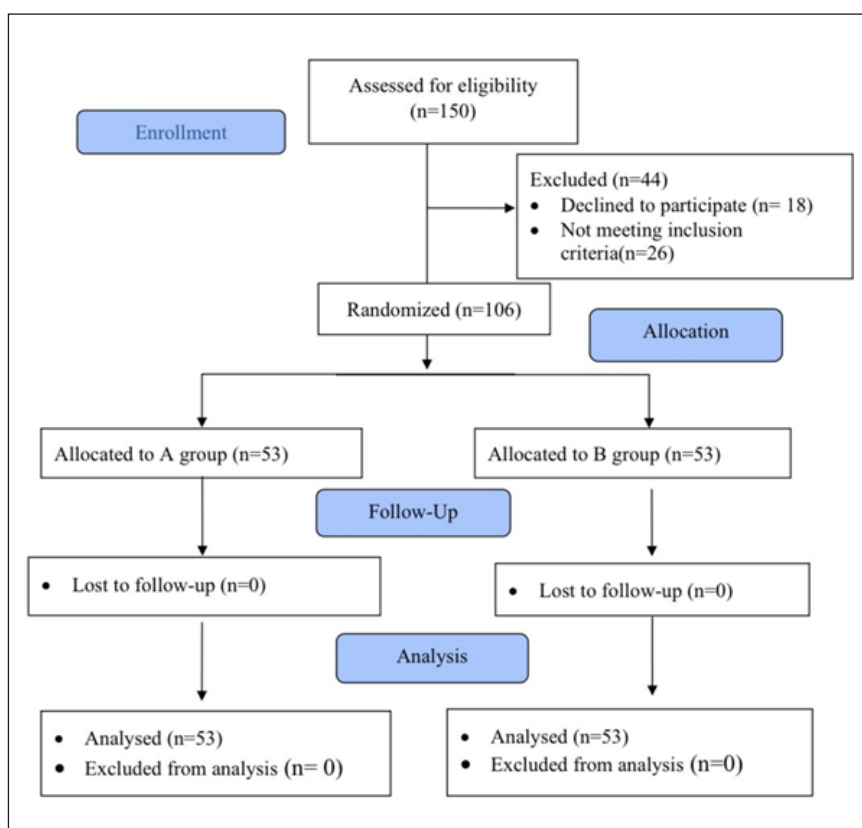 Assessed for eligibility
(n=150)
Enrollment
Excluded (n=44)
• Declined to participate (n= 18)
• Not meeting inclusion
criteria(n=26)
Randomized (n=106)
Allocation
Allocated to A group (n=53)
Allocated to B group (n=53)
Follow-Up
• Lost to follow-up (n=0)
• Lost to follow-up (n=0)
Analysis
• Analysed (n=53)
• Excluded from analysis (n= 0)
• Analysed (n=53)
• Excluded from analysis (n=0)